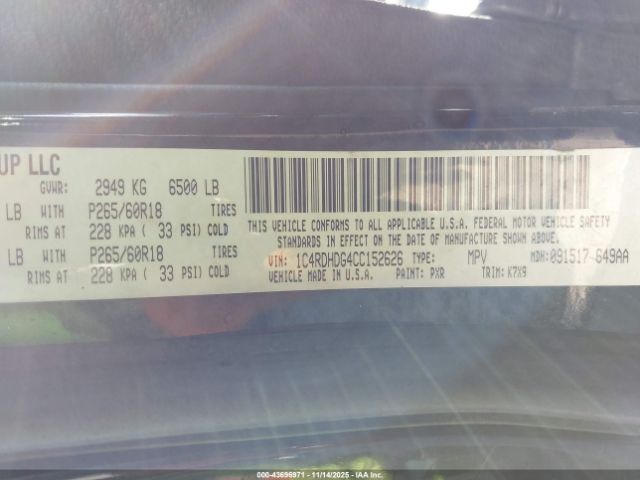 UP LLC
GVWR: 2949 KG 6500 LB
LB WITH P265/60R18 TIRES
RIMS AT 228 KPA ( 33 PSI) COLD
LB WITH P265/60R18 TIRES
RIMS AT 228 KPA ( 33 PSI) COLD
THIS VEHICLE CONFORMS TO ALL APPLICABLE U.S.A. FEDERAL MOTOR VEHICLE SAFETY
STANDARDS IN EFFECT ON THE DATE OF MANUFACTURE SHOWN ABOVE.
VIN: 1C4RDHDG4CC152626 TYPE: MPV MDH: 091517 649AA
VEHICLE MADE IN U.S.A. PAINT: PXR TRIM: K7X9
000-43696971 | 11/14/2025 | IAAI.COM